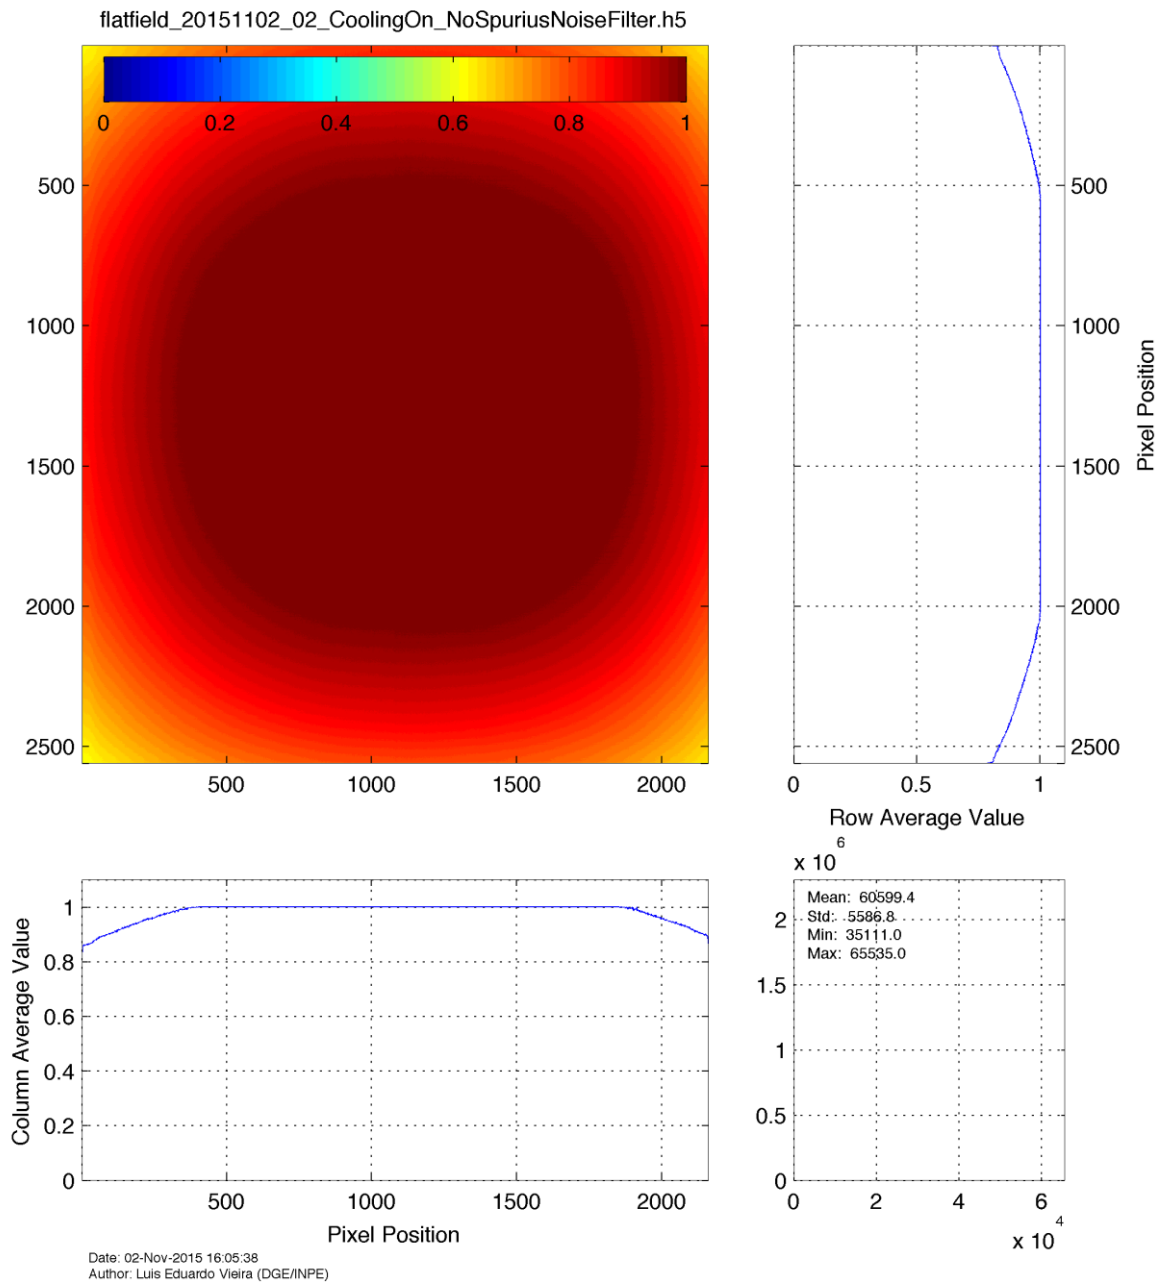 flatfield_20151102_02_CoolingOn_NoSpuriusNoiseFilter.h5
0 0.2 0.4 0.6 0.8 1
500
1000
1500
2000
2500
500 1000 1500 2000
500
1000
1500
2000
2500
Pixel Position
0 0.5 1
Row Average Value
1
0.8
0.6
0.4
0.2
0
Column Average Value
500 1000 1500 2000
Pixel Position
x 10^6
Mean: 60599.4
Std: 5586.8
Min: 35111.0
Max: 65535.0
2
1.5
1
0.5
0
0 2 4 6
x 10^4
Date: 02-Nov-2015 16:05:38
Author: Luis Eduardo Vieira (DGE/INPE)